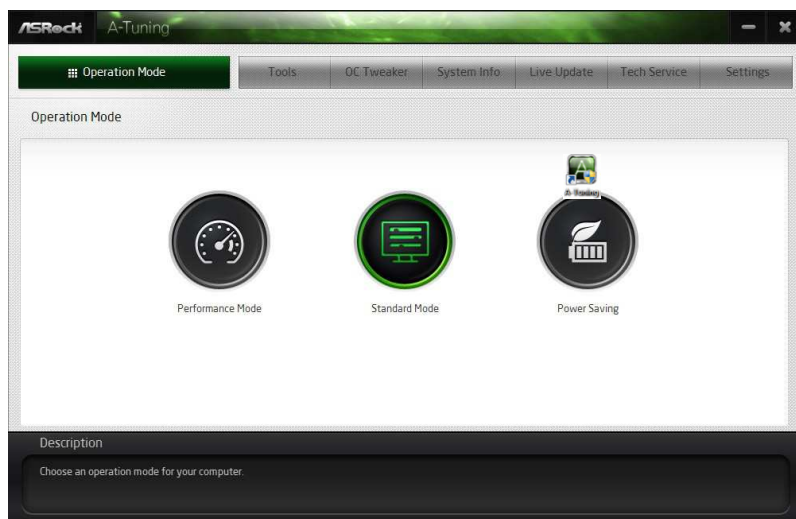 ASRock A-Tuning
Operation Mode Tools OC Tweaker System Info Live Update Tech Service Settings
Operation Mode
A-Tuning
Performance Mode Standard Mode Power Saving
Description
Choose an operation mode for your computer.